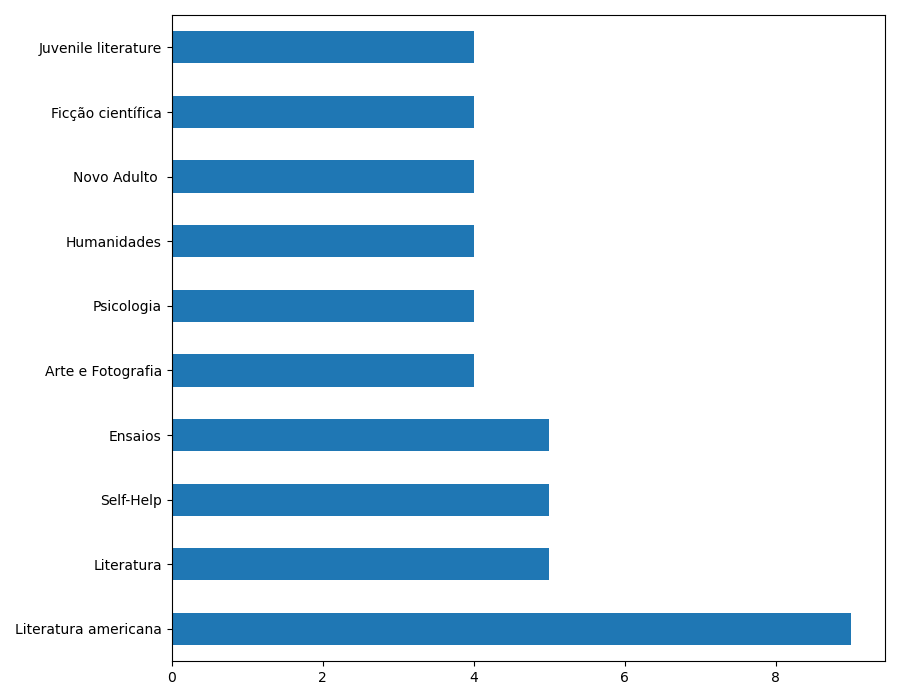 Juvenile literature
Ficção científica
Novo Adulto
Humanidades
Psicologia
Arte e Fotografia
Ensaios
Self-Help
Literatura
Literatura americana
0 2 4 6 8